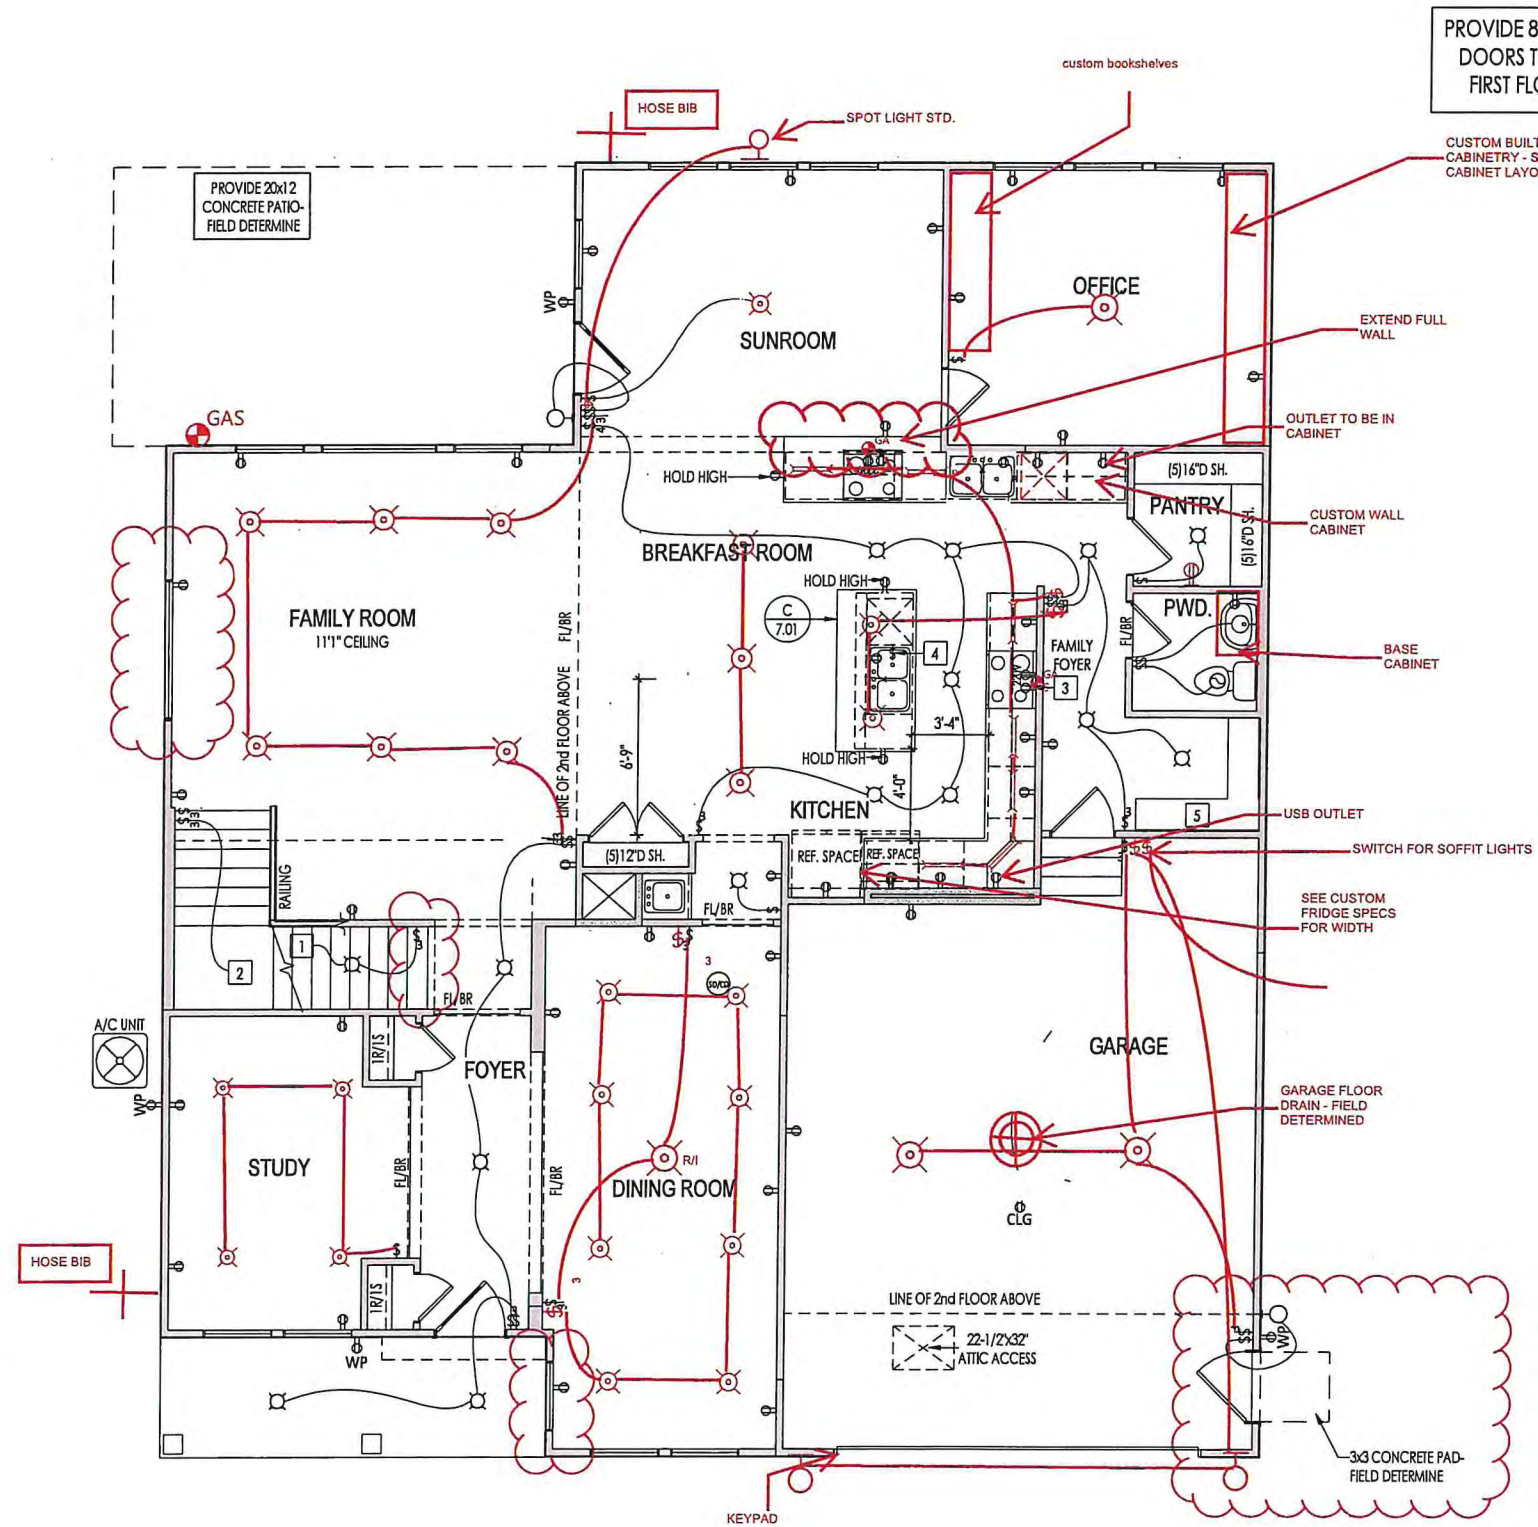 PROVIDE 8
DOORS T
FIRST FLO
custom bookshelves
HOSE BIB
SPOT LIGHT STD.
CUSTOM BUILT
CABINETRY - S
CABINET LAYO
PROVIDE 20x12
CONCRETE PATIO-
FIELD DETERMINE
WP
SUNROOM
OFFICE
EXTEND FULL
WALL
GAS
GA
OUTLET TO BE IN
CABINET
HOLD HIGH
(5)16"D SH.
PANTRY
(5)16"D SH.
CUSTOM WALL
CABINET
BREAKFAST ROOM
HOLD HIGH
C
7.01
FAMILY ROOM
11'1" CEILING
FL/BR
LINE OF 2nd FLOOR ABOVE
4
FAMILY
FOYER
3
PWD.
FL/BR
BASE
CABINET
6'-9"
3'-4"
4'-0"
HOLD HIGH
KITCHEN
5
USB OUTLET
(5)12"D SH.
REF. SPACE
REF. SPACE
SWITCH FOR SOFFIT LIGHTS
RAILING
FL/BR
SEE CUSTOM
FRIDGE SPECS
FOR WIDTH
1
2
3
SD/CO
FL/BR
A/C UNIT
1R/1S
FOYER
GARAGE
WP
GARAGE FLOOR
DRAIN - FIELD
DETERMINED
STUDY
FL/BR
FL/BR
R/I
DINING ROOM
CLG
HOSE BIB
1R/1S
3
LINE OF 2nd FLOOR ABOVE
22-1/2"X32"
ATTIC ACCESS
WP
WP
3x3 CONCRETE PAD-
FIELD DETERMINE
KEYPAD